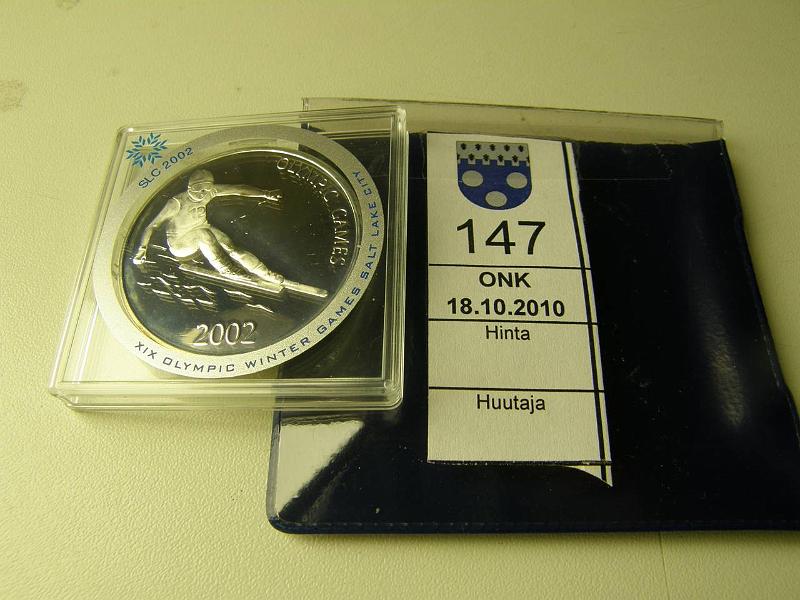 SLC 2002
OLYMPIC GAMES
2002
XIX OLYMPIC WINTER GAMES SALT LAKE CITY
147
ONK
18.10.2010
Hinta
Huutaja